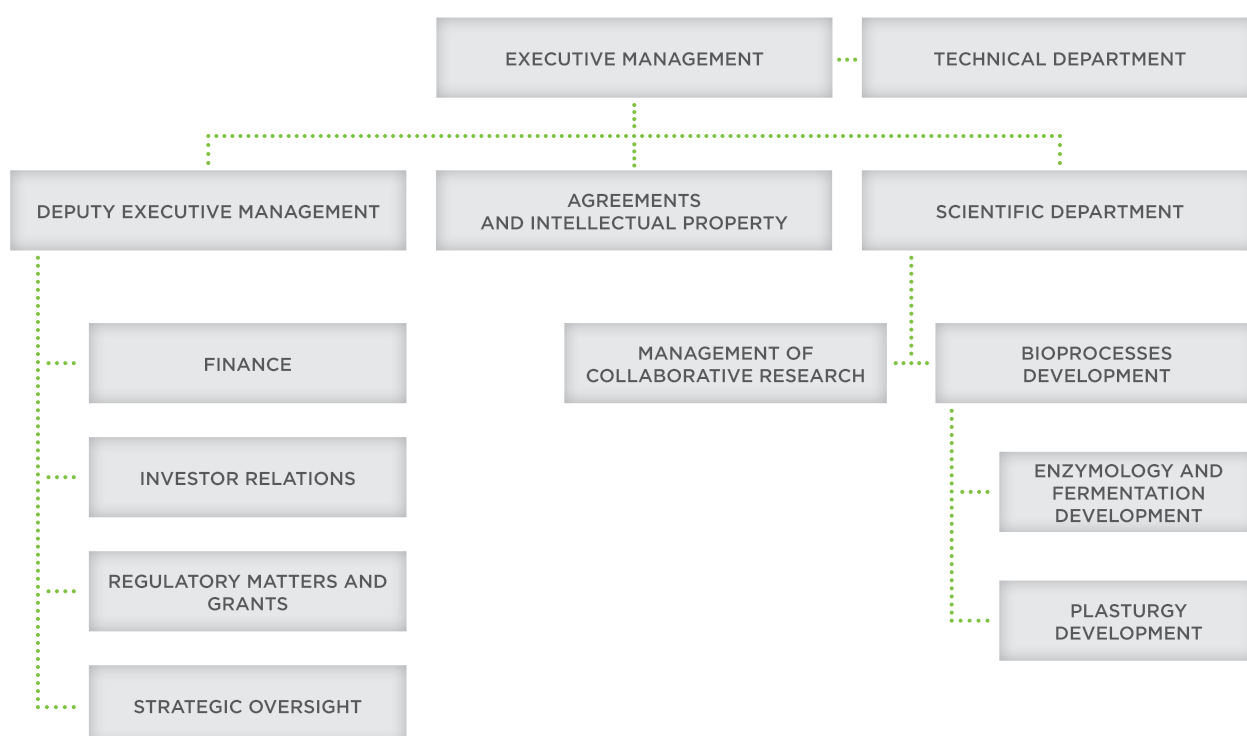 EXECUTIVE MANAGEMENT
TECHNICAL DEPARTMENT
DEPUTY EXECUTIVE MANAGEMENT
AGREEMENTS
AND INTELLECTUAL PROPERTY
SCIENTIFIC DEPARTMENT
FINANCE
INVESTOR RELATIONS
REGULATORY MATTERS AND
GRANTS
STRATEGIC OVERSIGHT
MANAGEMENT OF
COLLABORATIVE RESEARCH
BIOPROCESSES
DEVELOPMENT
ENZYMOLOGY AND
FERMENTATION
DEVELOPMENT
PLASTURGY
DEVELOPMENT